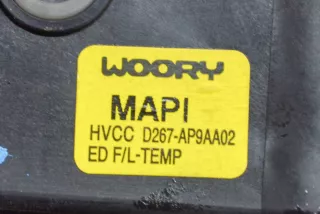 WOORY
MAPI
HVCC D267-AP9AA02
ED F/L-TEMP